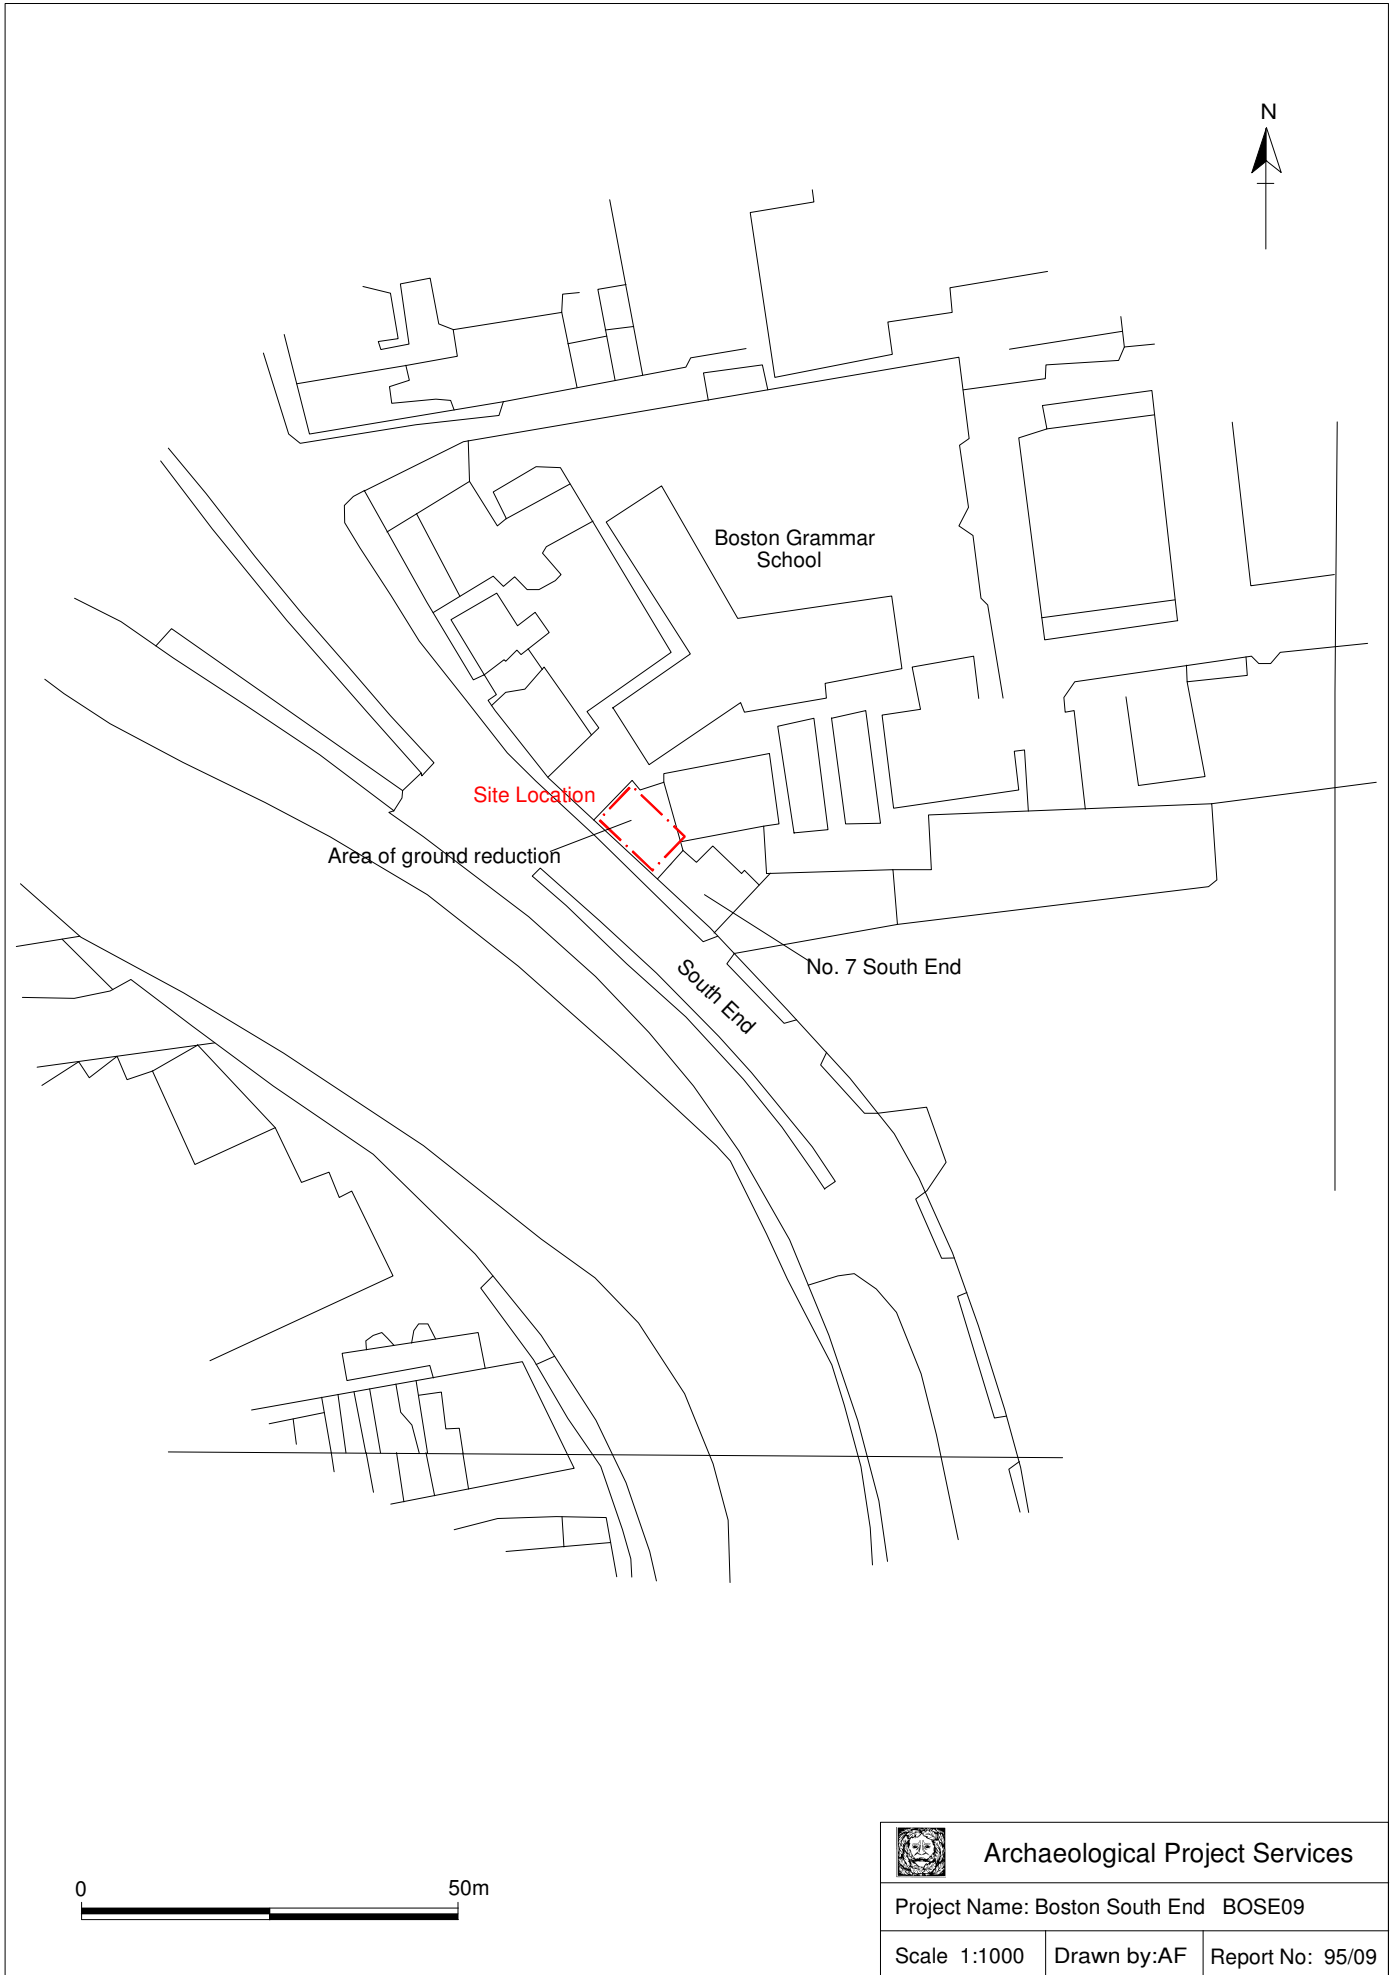 N
Boston Grammar
School
Site Location
Area of ground reduction
No. 7 South End
South End
0
50m
Archaeological Project Services
Project Name: Boston South End BOSE09
Scale 1:1000
Drawn by:AF
Report No: 95/09